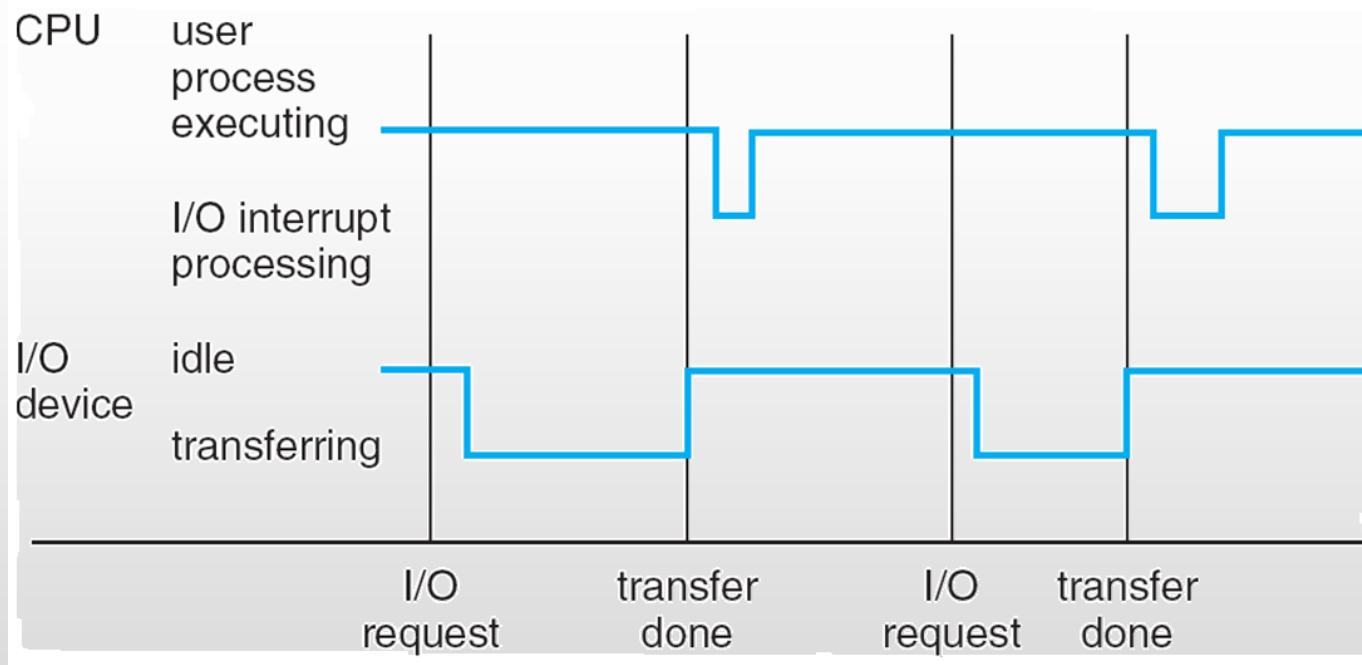 CPU
user
process
executing
I/O interrupt
processing
I/O
device
idle
transferring
I/O
request
transfer
done
I/O
request
transfer
done